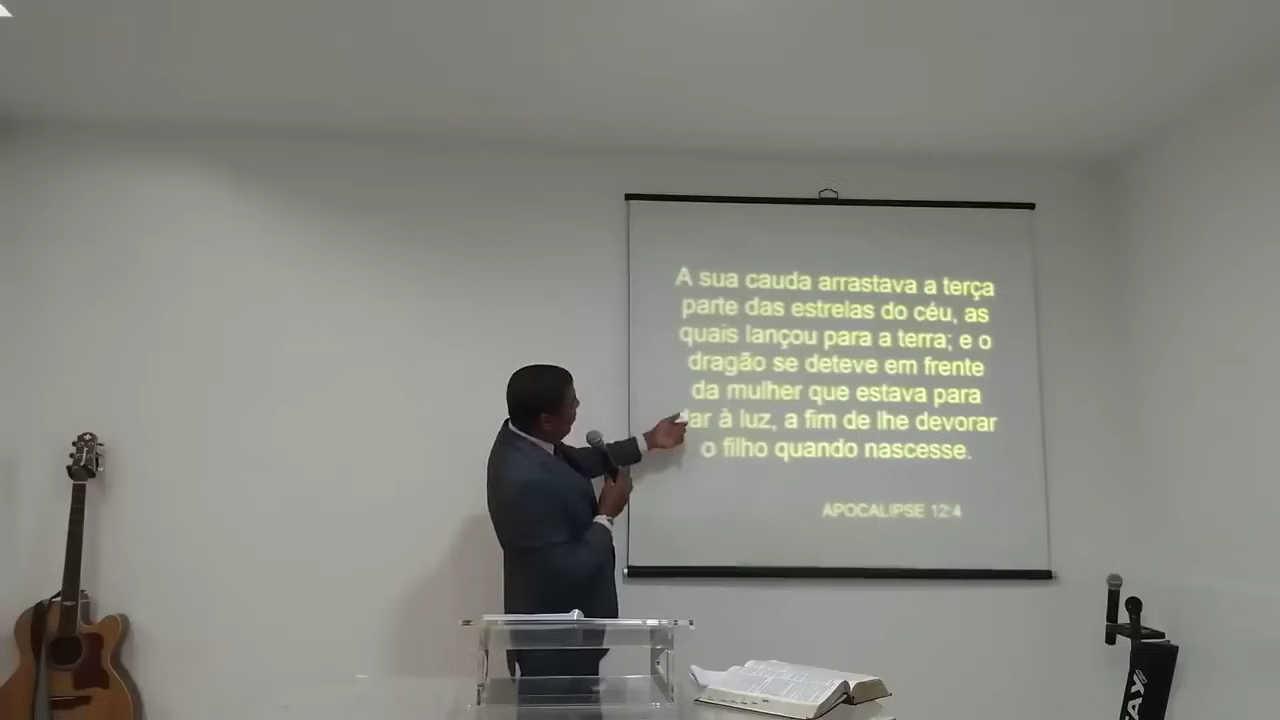 A sua cauda arrastava a terça
parte das estrelas do céu, as
quais lançou para a terra; e o
dragão se deteve em frente
da mulher que estava para
dar à luz, a fim de lhe devorar
o filho quando nascesse.
APOCALIPSE 12:4